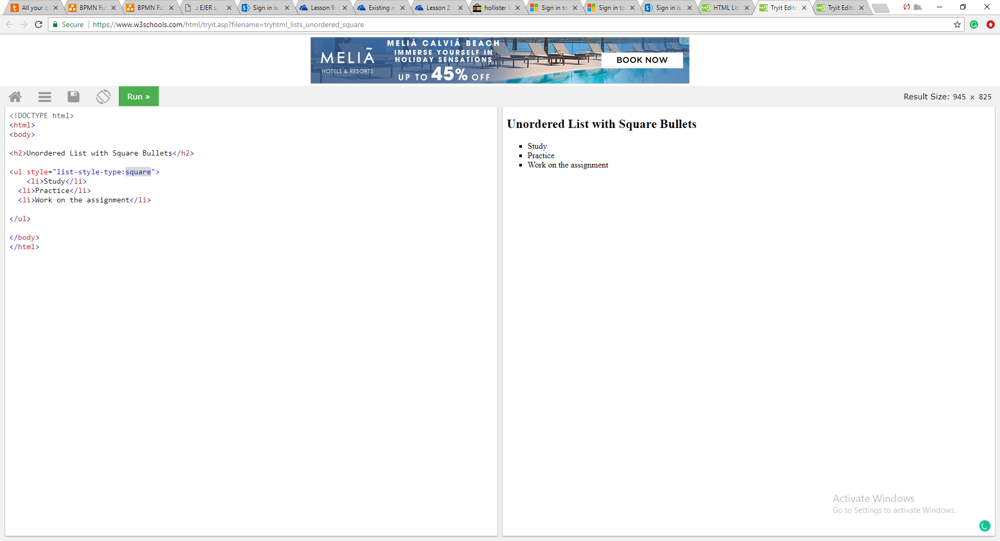 All your q
BPMN Ful
BPMN Ful
.: EJER :.
Sign in is
Lesson 9
Existing m
Lesson 2 -
hollister l
Sign in to
Sign in to
Sign in is
HTML List
Tryit Edito
Tryit Edito
Secure https://www.w3schools.com/html/tryit.asp?filename=tryhtml_lists_unordered_square
MELIÃ
HOTELS & RESORTS
MELIÁ CALVIÁ BEACH
IMMERSE YOURSELF IN
HOLIDAY SENSATIONS
UP TO 45% OFF
BOOK NOW
Run »
Result Size: 945 x 825
<!DOCTYPE html>
<html>
<body>
<h2>Unordered List with Square Bullets</h2>
<ul style="list-style-type:square">
<li>Study</li>
<li>Practice</li>
<li>Work on the assignment</li>
</ul>
</body>
</html>
Unordered List with Square Bullets
Study
Practice
Work on the assignment
Activate Windows
Go to Settings to activate Windows.